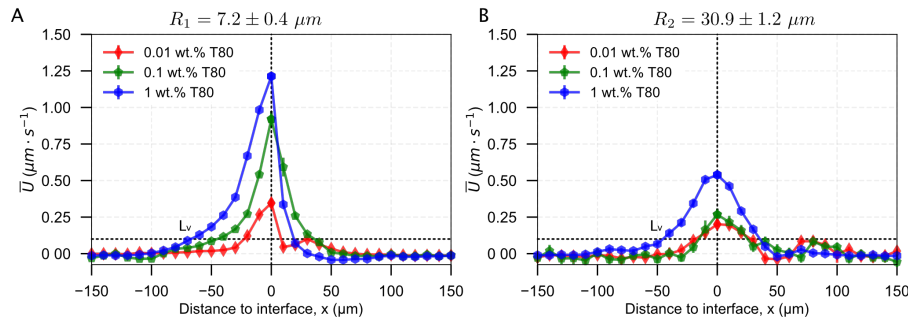 A
R₁ = 7.2 ± 0.4 μm
1.50
1.25
1.00
0.75
0.50
0.25
0.00
U̅ (μm · s⁻¹)
0.01 wt.% T80
0.1 wt.% T80
1 wt.% T80
Lᵥ
−150 −100 −50 0 50 100 150
Distance to interface, x (μm)
B
R₂ = 30.9 ± 1.2 μm
1.50
1.25
1.00
0.75
0.50
0.25
0.00
U̅ (μm · s⁻¹)
0.01 wt.% T80
0.1 wt.% T80
1 wt.% T80
Lᵥ
−150 −100 −50 0 50 100 150
Distance to interface, x (μm)